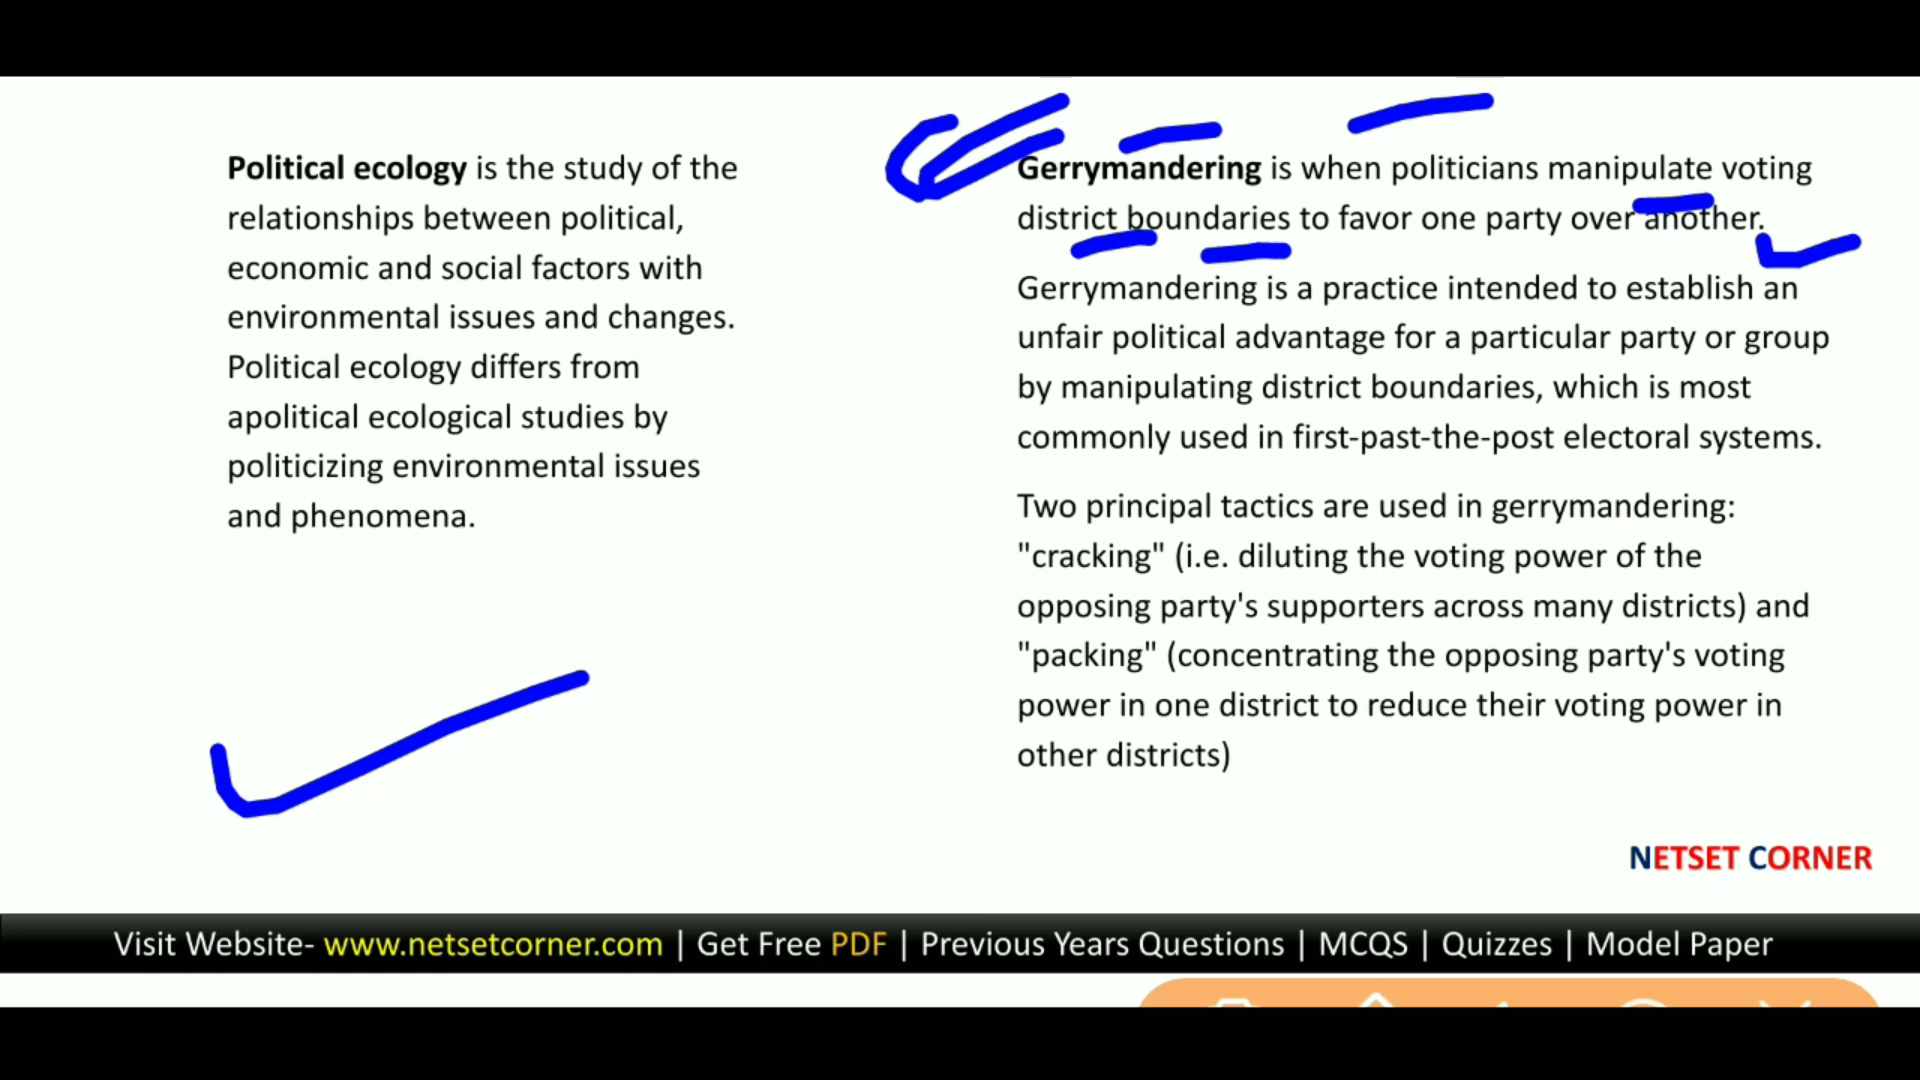 Political ecology is the study of the
relationships between political,
economic and social factors with
environmental issues and changes.
Political ecology differs from
apolitical ecological studies by
politicizing environmental issues
and phenomena.
Gerrymandering is when politicians manipulate voting
district boundaries to favor one party over another.
Gerrymandering is a practice intended to establish an
unfair political advantage for a particular party or group
by manipulating district boundaries, which is most
commonly used in first-past-the-post electoral systems.
Two principal tactics are used in gerrymandering:
"cracking" (i.e. diluting the voting power of the
opposing party's supporters across many districts) and
"packing" (concentrating the opposing party's voting
power in one district to reduce their voting power in
other districts)
NETSET CORNER
Visit Website- www.netsetcorner.com | Get Free PDF | Previous Years Questions | MCQS | Quizzes | Model Paper